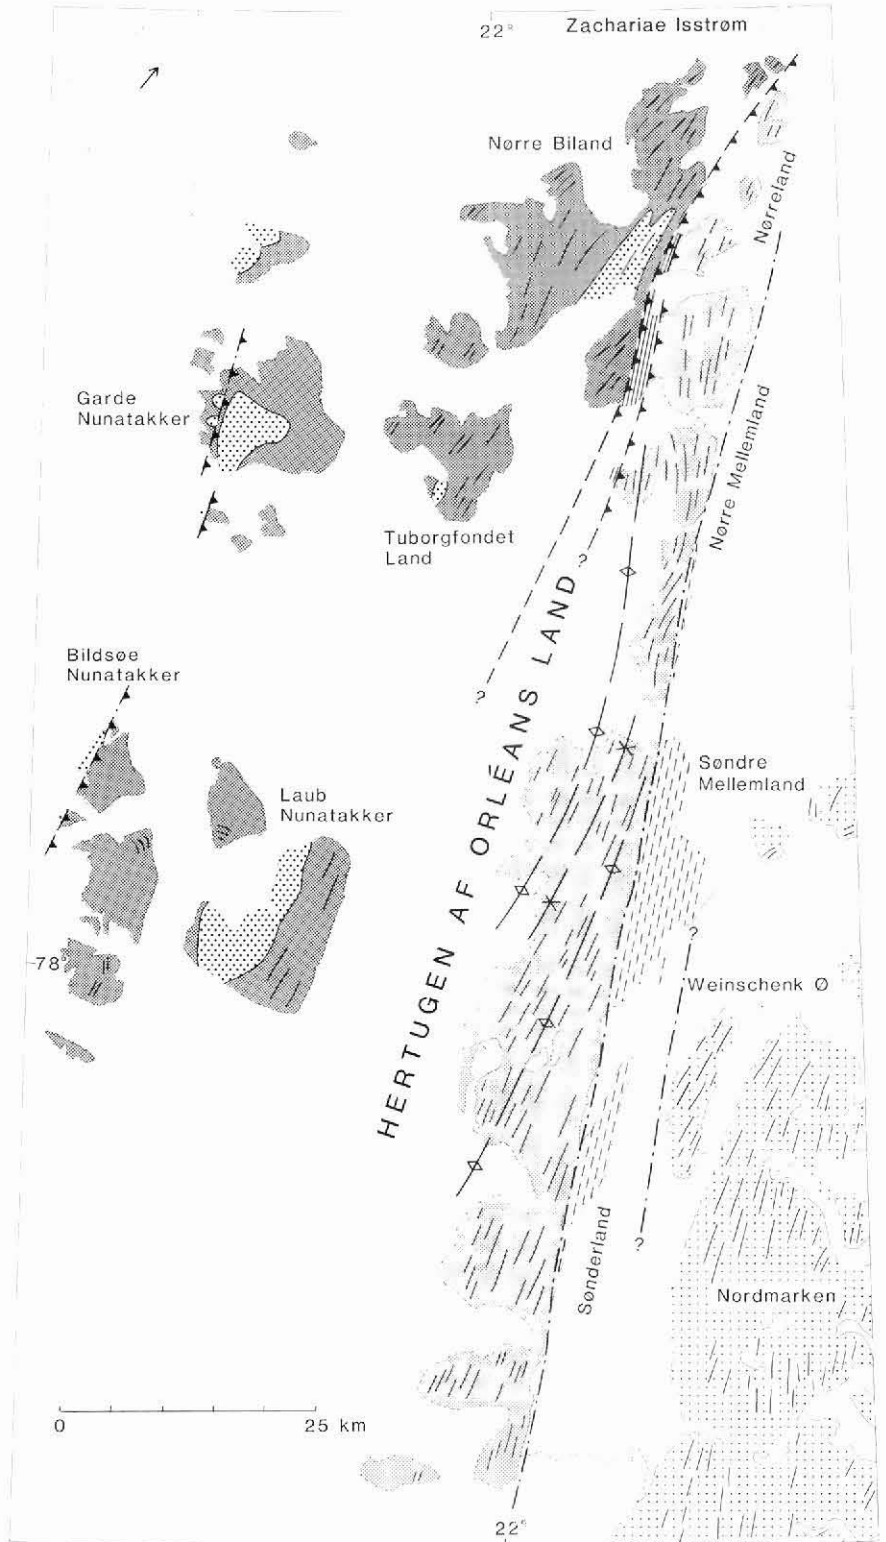 22°
Zachariae Isstrøm
Nørre Biland
Nørreland
Garde
Nunatakker
Nørre Mellemland
Tuborgfondet
Land
?
Bildsøe
Nunatakker
?
HERTUGEN AF ORLÉANS LAND
Søndre
Mellemland
Laub
Nunatakker
?
78°
Weinschenk Ø
?
Sønderland
Nordmarken
0 25 km
22°